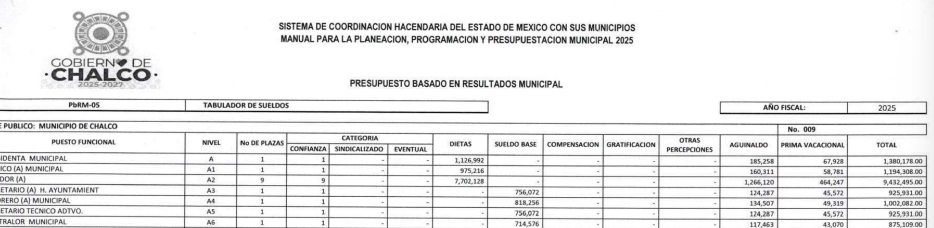 SISTEMA DE COORDINACION HACENDARIA DEL ESTADO DE MEXICO CON SUS MUNICIPIOS
MANUAL PARA LA PLANEACION, PROGRAMACION Y PRESUPUESTACION MUNICIPAL 2025
GOBIERNO DE
·CHALCO·
2025-2027
PRESUPUESTO BASADO EN RESULTADOS MUNICIPAL
PbRM-05 TABULADOR DE SUELDOS AÑO FISCAL: 2025
E PUBLICO: MUNICIPIO DE CHALCO No. 009
PUESTO FUNCIONAL NIVEL No DE PLAZAS CATEGORIA DIETAS SUELDO BASE COMPENSACION GRATIFICACION OTRAS PERCEPCIONES AGUINALDO PRIMA VACACIONAL TOTAL
CONFIANZA SINDICALIZADO EVENTUAL
SIDENTA MUNICIPAL A 1 1 - - 1,126,992 - - - - 185,258 67,928 1,380,178.00
ICO (A) MUNICIPAL A1 1 1 - - 975,216 - - - - 160,311 58,781 1,194,308.00
DOR (A) A2 9 9 - - 7,702,128 - - - - 1,266,120 464,247 9,432,495.00
ETARIO (A) H. AYUNTAMIENT A3 1 1 - - - 756,072 - - - 124,287 45,572 925,931.00
RERO (A) MUNICIPAL A4 1 1 - - - 818,256 - - - 134,507 49,319 1,002,082.00
ETARIO TECNICO ADTVO. A5 1 1 - - - 756,072 - - - 124,287 45,572 925,931.00
TRALOR MUNICIPAL A6 1 1 - - - 714,576 - - - 117,463 43,070 875,109.00